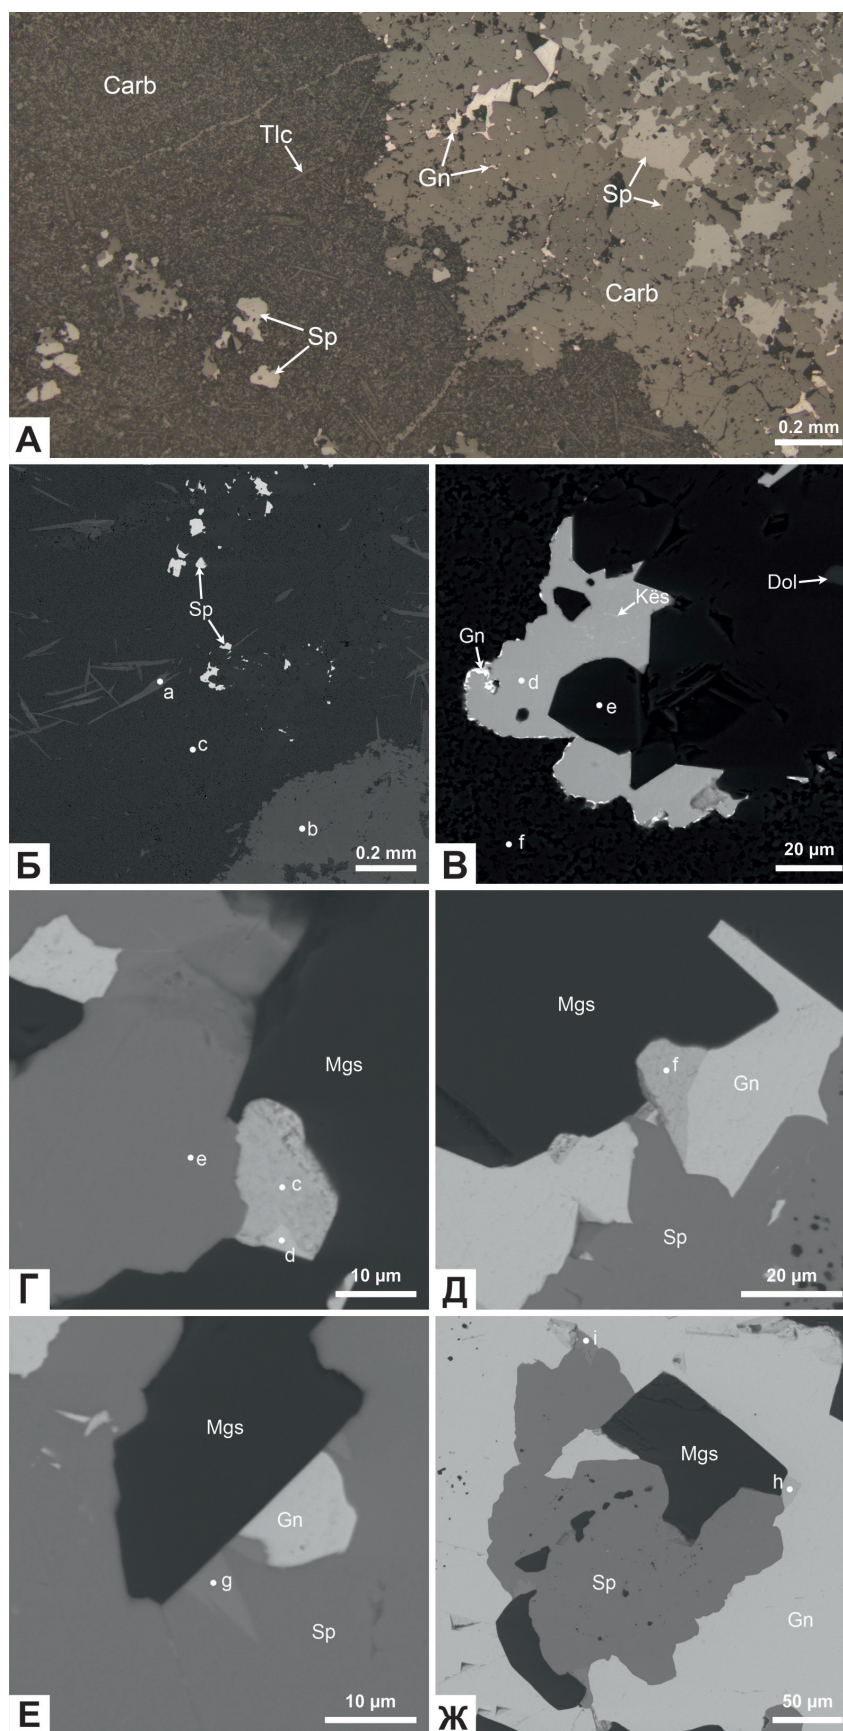 Carb
Tlc
Gn
Sp
Carb
Sp
А
0.2 mm
Sp
a
c
b
Б
0.2 mm
Kës
Dol
Gn
d
e
f
В
20 µm
Mgs
e
c
d
Г
10 µm
Mgs
f
Gn
Sp
Д
20 µm
Mgs
Gn
g
Sp
Е
10 µm
i
Mgs
h
Sp
Gn
Ж
50 µm